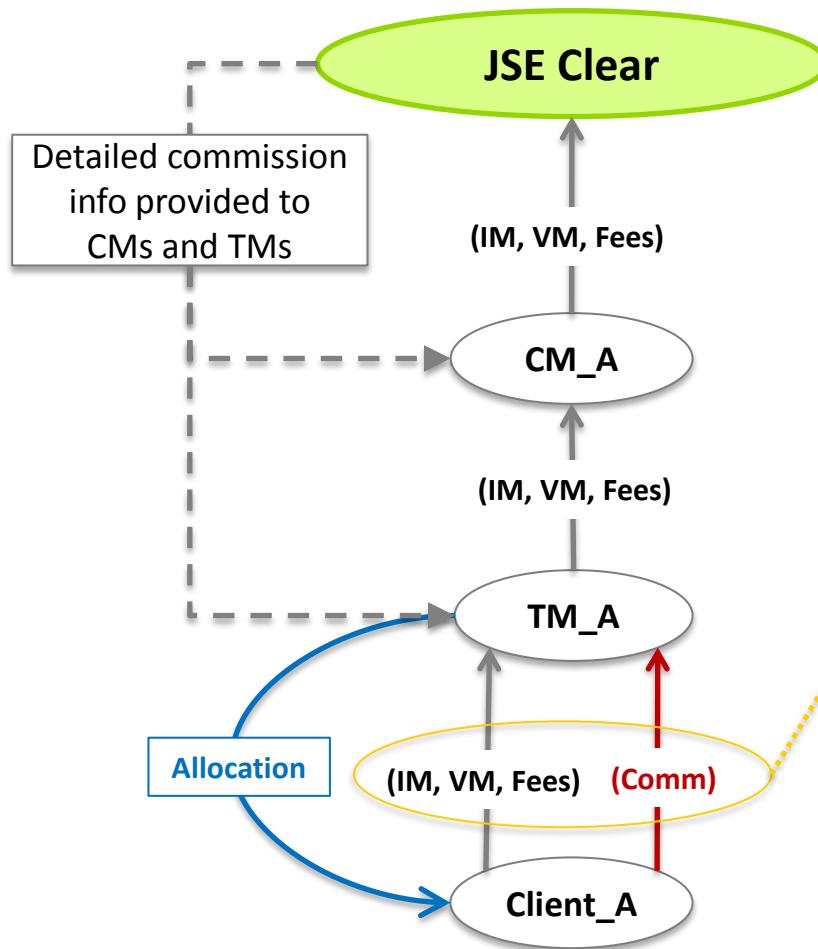 JSE Clear
Detailed commission
info provided to
CMs and TMs
(IM, VM, Fees)
CM_A
(IM, VM, Fees)
TM_A
Allocation
(IM, VM, Fees) (Comm)
Client_A